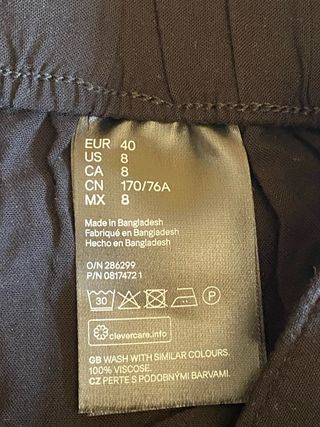 EUR 40
US 8
CA 8
CN 170/76A
MX 8
Made in Bangladesh
Fabriqué en Bangladesh
Hecho en Bangladesh
O/N 286299
P/N 0817472 1
30 P
clevercare.info
GB WASH WITH SIMILAR COLOURS.
100% VISCOSE.
CZ PERTE S PODOBNÝMI BARVAMI.